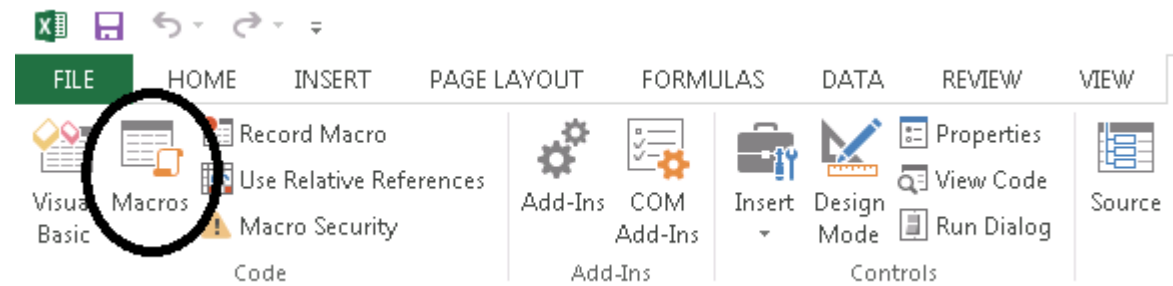 FILE HOME INSERT PAGE LAYOUT FORMULAS DATA REVIEW VIEW
Visual Basic
Macros
Record Macro
Use Relative References
Macro Security
Code
Add-Ins
COM
Add-Ins
Add-Ins
Insert
Design
Mode
Properties
View Code
Run Dialog
Controls
Source